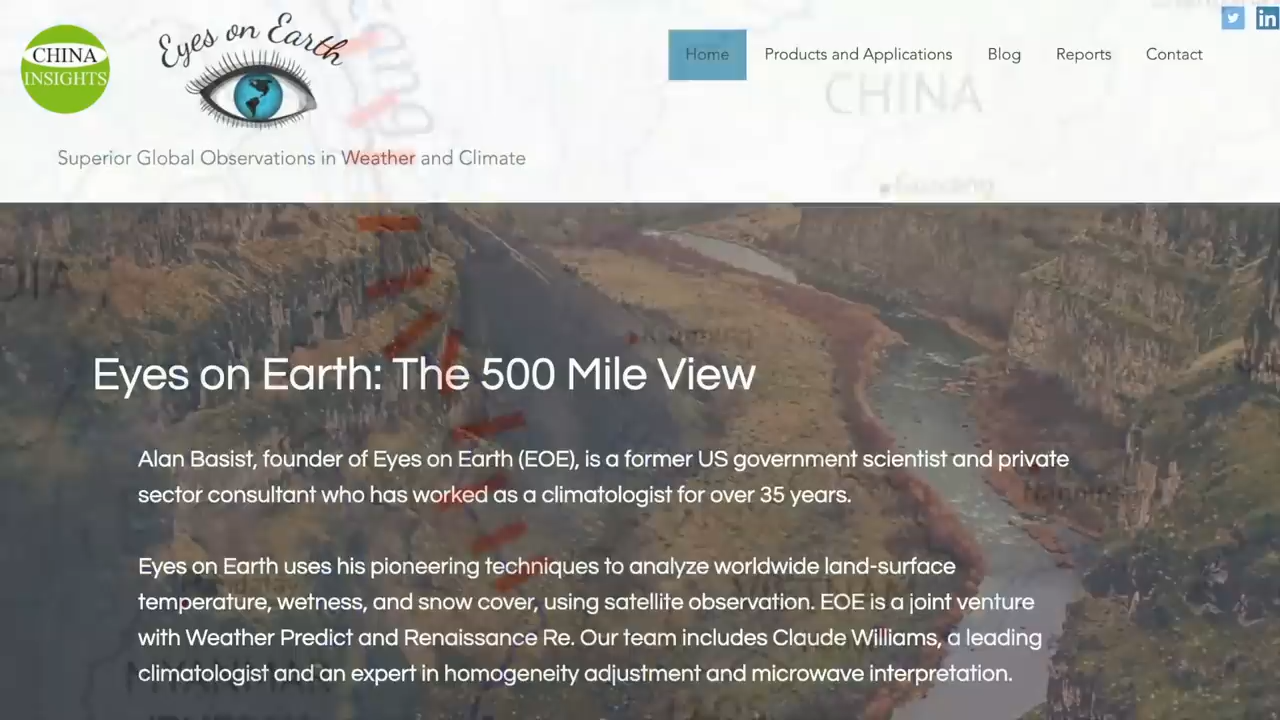 CHINA
INSIGHTS
Eyes on Earth
Superior Global Observations in Weather and Climate
Home
Products and Applications
Blog
Reports
Contact
CHINA
Eyes on Earth: The 500 Mile View
Alan Basist, founder of Eyes on Earth (EOE), is a former US government scientist and private
sector consultant who has worked as a climatologist for over 35 years.
Eyes on Earth uses his pioneering techniques to analyze worldwide land-surface
temperature, wetness, and snow cover, using satellite observation. EOE is a joint venture
with Weather Predict and Renaissance Re. Our team includes Claude Williams, a leading
climatologist and an expert in homogeneity adjustment and microwave interpretation.